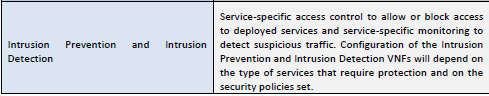 Intrusion Prevention and Intrusion
Detection
Service-specific access control to allow or block access
to deployed services and service-specific monitoring to
detect suspicious traffic. Configuration of the Intrusion
Prevention and Intrusion Detection VNFs will depend on
the type of services that require protection and on the
security policies set.